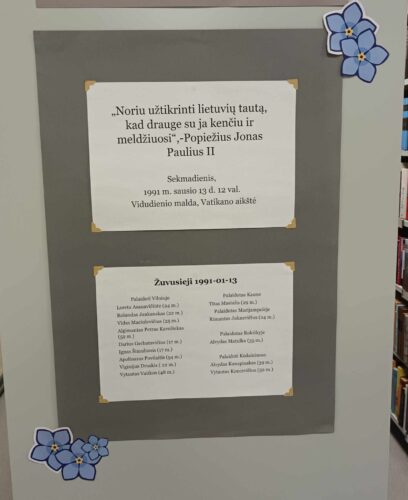 „Noriu užtikrinti lietuvių tautą,
kad drauge su ja kenčiu ir
meldžiuosi“,-Popiežius Jonas
Paulius II
Sekmadienis,
1991 m. sausio 13 d. 12 val.
Vidudienio malda, Vatikano aikštė
Žuvusieji 1991-01-13
Palaidoti Vilniuje
Loreta Asanavičiūtė (24 m.)
Rolandas Jankauskas (22 m.)
Vidas Maciulevičius (25 m.)
Algimantas Petras Kavoliukas
(52 m.)
Darius Gerbutavičius (17 m.)
Ignas Šimulionis (17 m.)
Apolinaras Povilaitis (54 m.)
Virginijus Druskis ( 22 m.)
Vytautas Vaitkus (48 m.)
Palaidotas Kaune
Titas Masiulis (29 m.)
Palaidotas Marijampolėje
Rimantas Juknevičius (24 m.)
Palaidotas Rokiškyje
Alvydas Matulka (35 m.)
Palaidoti Kėdainiuose
Alvydas Kanapinskas (39 m.)
Vytautas Koncevičius (50 m.)